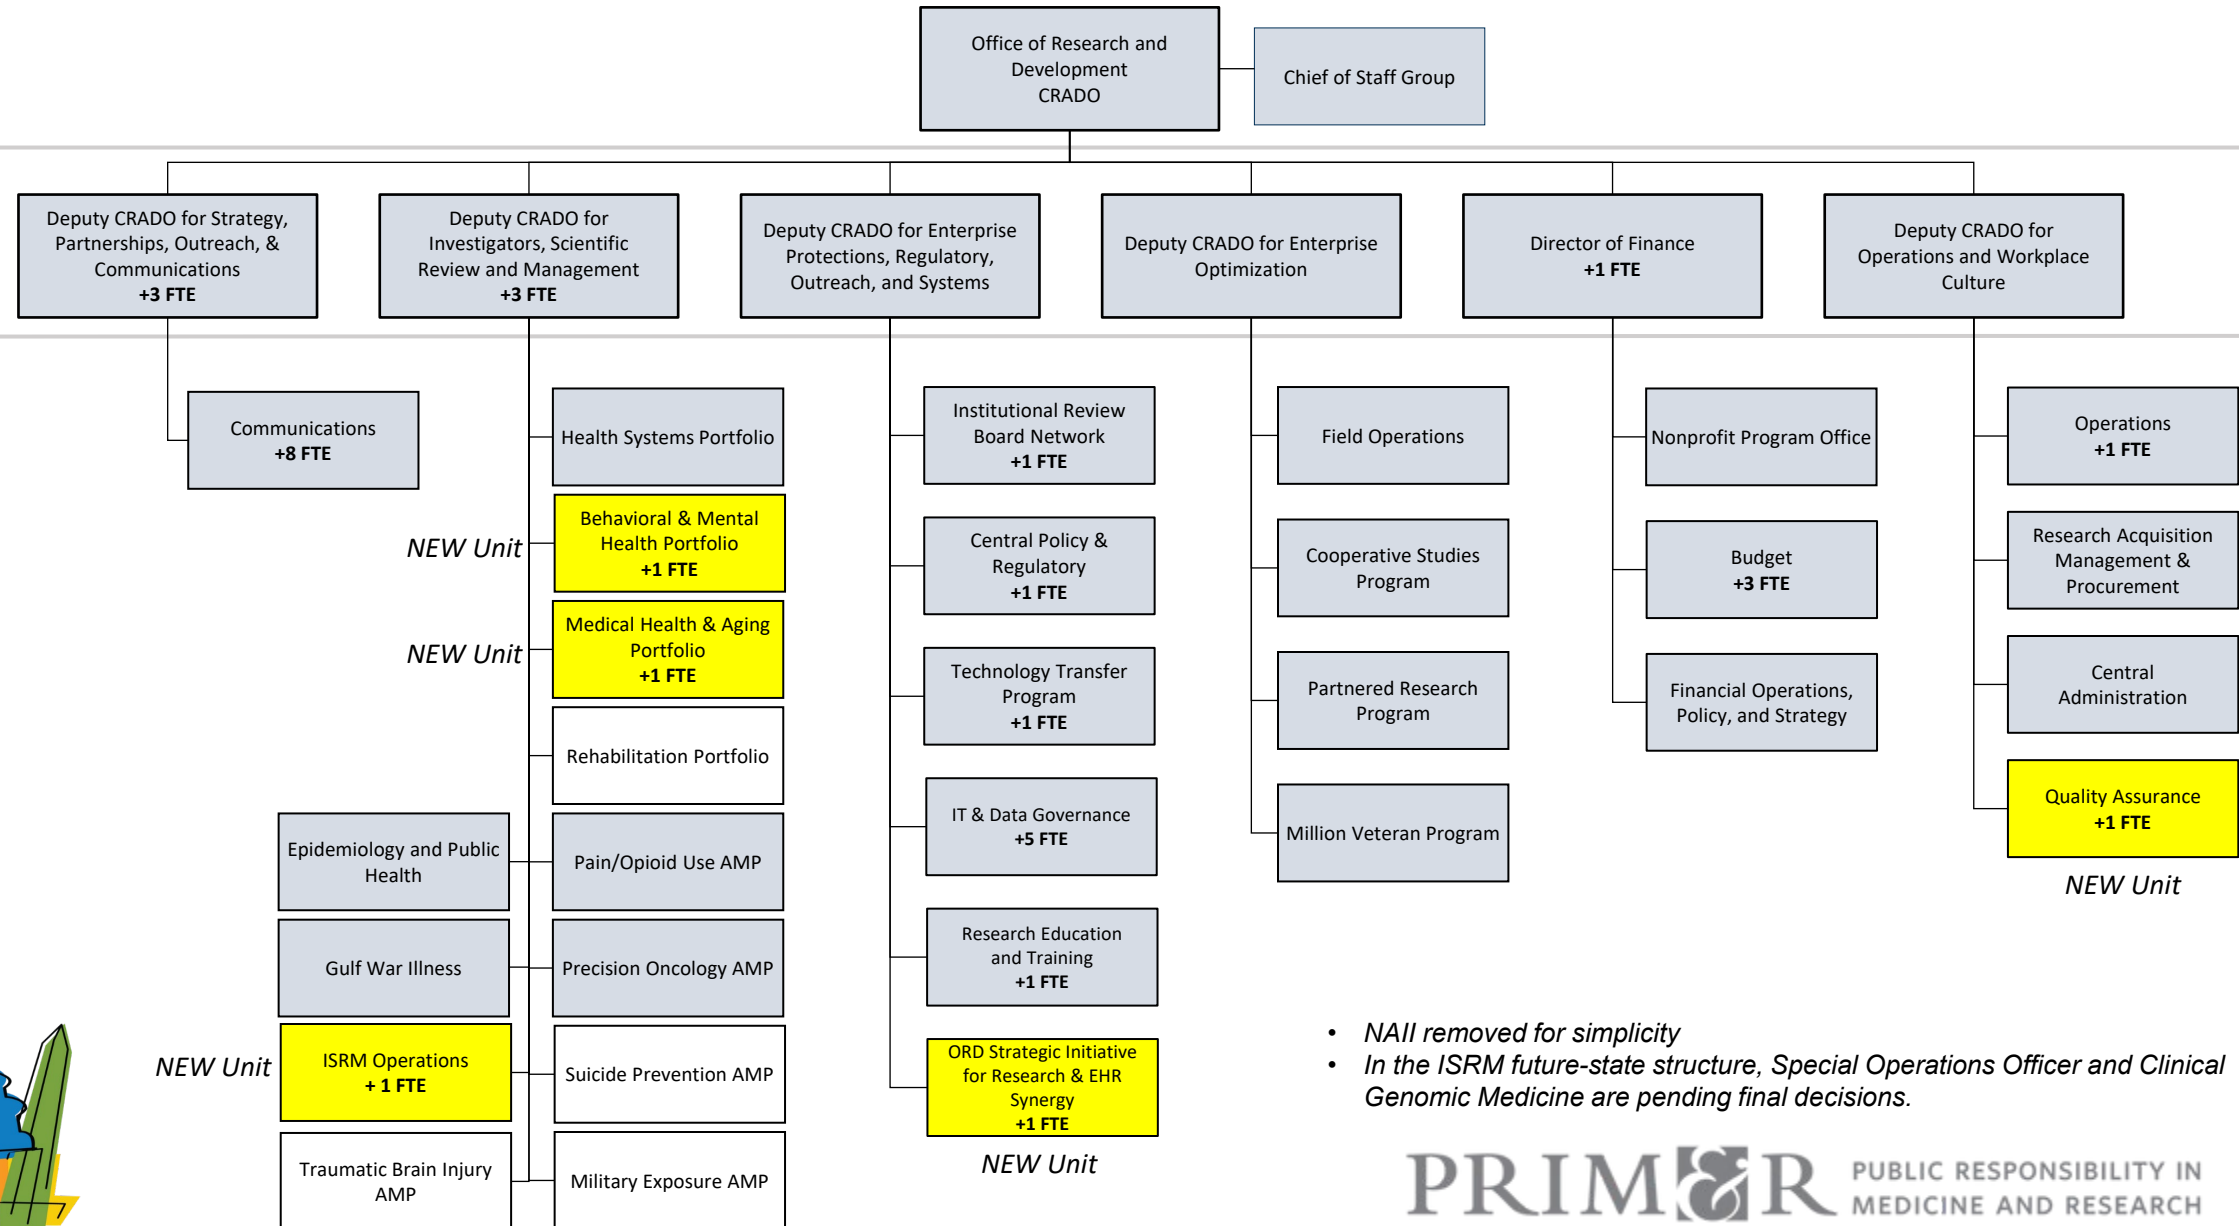 Office of Research and
Development
CRADO
Chief of Staff Group
Deputy CRADO for Strategy,
Partnerships, Outreach, &
Communications
+3 FTE
Deputy CRADO for
Investigators, Scientific
Review and Management
+3 FTE
Deputy CRADO for Enterprise
Protections, Regulatory,
Outreach, and Systems
Deputy CRADO for Enterprise
Optimization
Director of Finance
+1 FTE
Deputy CRADO for
Operations and Workplace
Culture
Communications
+8 FTE
Health Systems Portfolio
NEW Unit
Behavioral & Mental
Health Portfolio
+1 FTE
NEW Unit
Medical Health & Aging
Portfolio
+1 FTE
Rehabilitation Portfolio
Epidemiology and Public
Health
Pain/Opioid Use AMP
Gulf War Illness
Precision Oncology AMP
NEW Unit
ISRM Operations
+ 1 FTE
Suicide Prevention AMP
Traumatic Brain Injury
AMP
Military Exposure AMP
Institutional Review
Board Network
+1 FTE
Central Policy &
Regulatory
+1 FTE
Technology Transfer
Program
+1 FTE
IT & Data Governance
+5 FTE
Research Education
and Training
+1 FTE
ORD Strategic Initiative
for Research & EHR
Synergy
+1 FTE
NEW Unit
Field Operations
Cooperative Studies
Program
Partnered Research
Program
Million Veteran Program
Nonprofit Program Office
Budget
+3 FTE
Financial Operations,
Policy, and Strategy
Operations
+1 FTE
Research Acquisition
Management &
Procurement
Central
Administration
Quality Assurance
+1 FTE
NEW Unit
• NAII removed for simplicity
• In the ISRM future-state structure, Special Operations Officer and Clinical
Genomic Medicine are pending final decisions.
PRIM&R
PUBLIC RESPONSIBILITY IN
MEDICINE AND RESEARCH